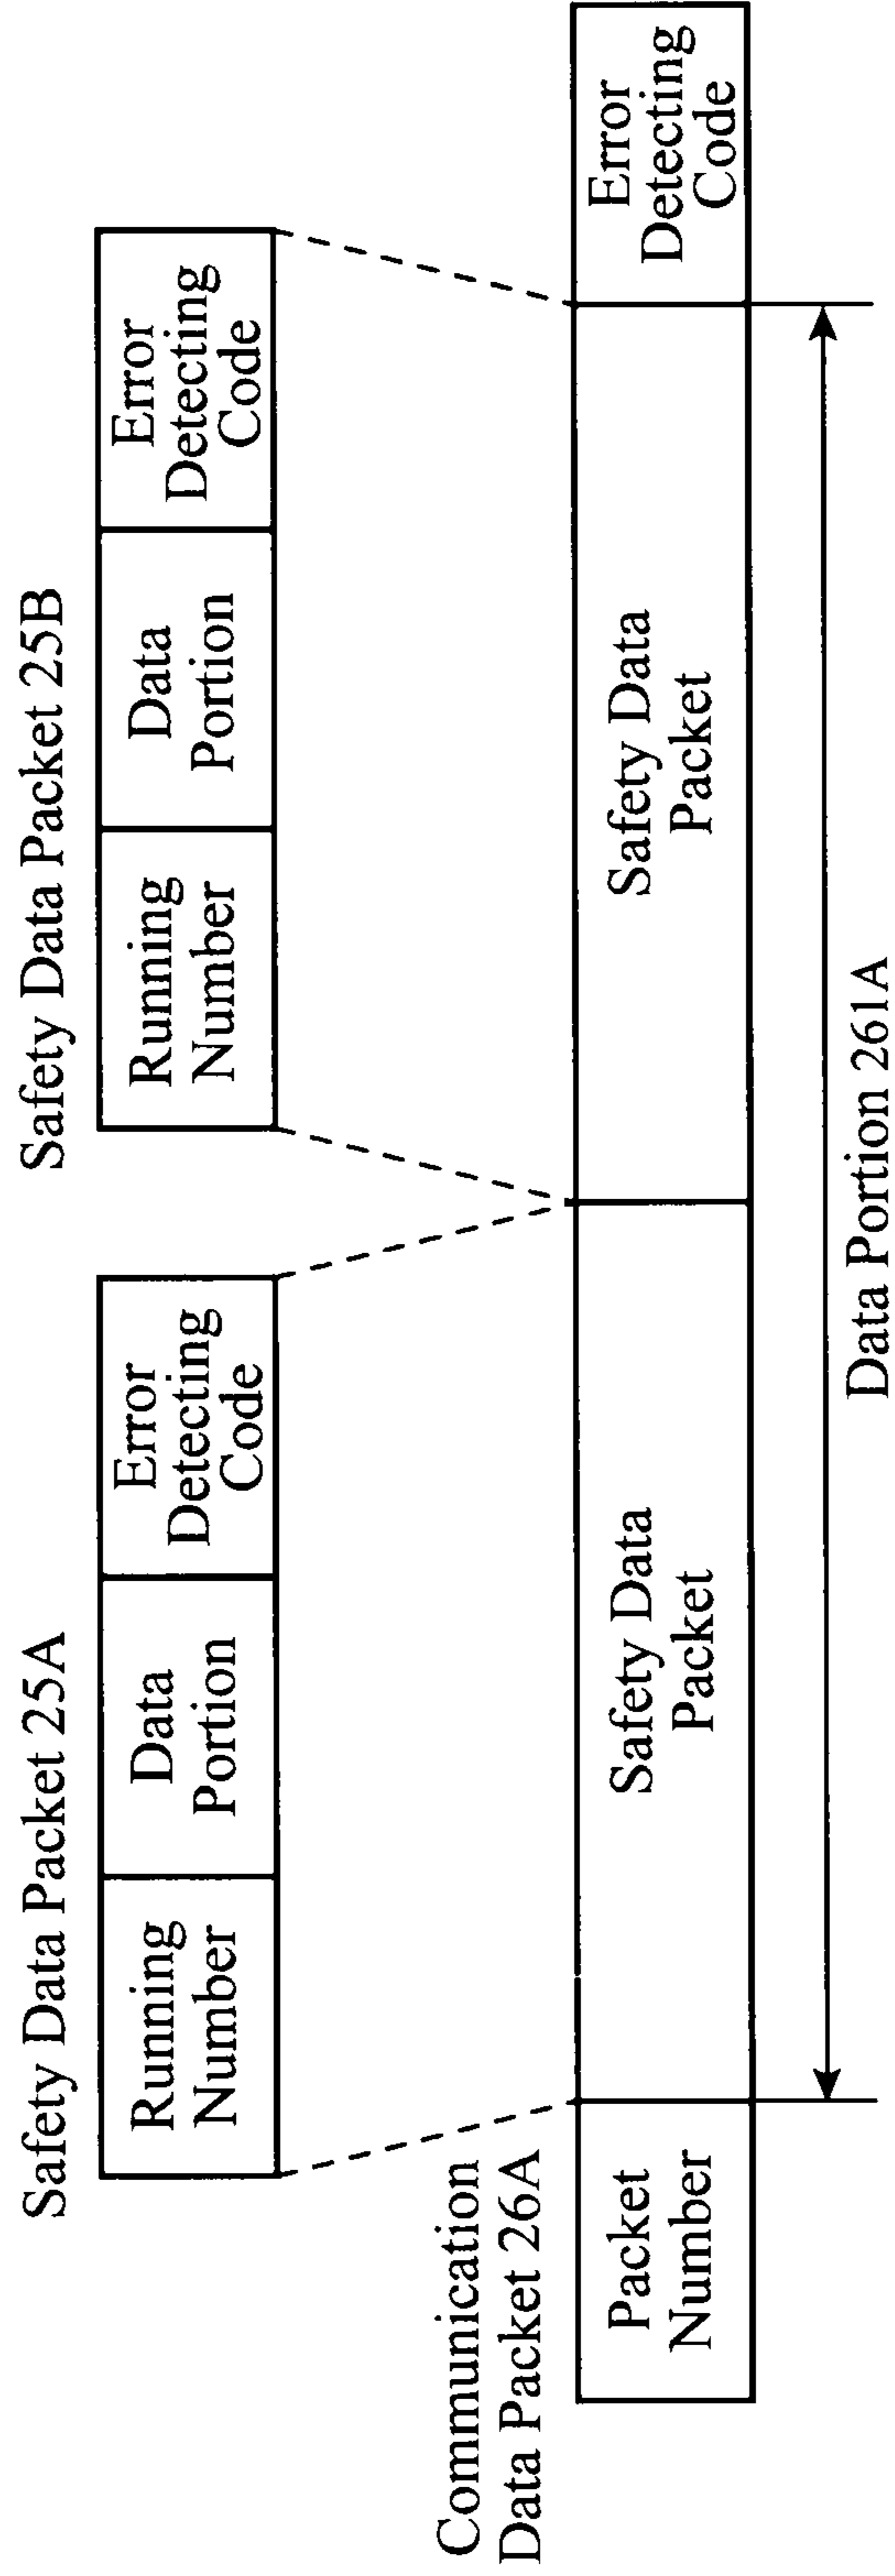 Safety Data Packet 25A
Running
Number
Data
Portion
Error
Detecting
Code
Safety Data Packet 25B
Running
Number
Data
Portion
Error
Detecting
Code
Communication
Data Packet 26A
Packet
Number
Safety Data
Packet
Safety Data
Packet
Error
Detecting
Code
Data Portion 261A